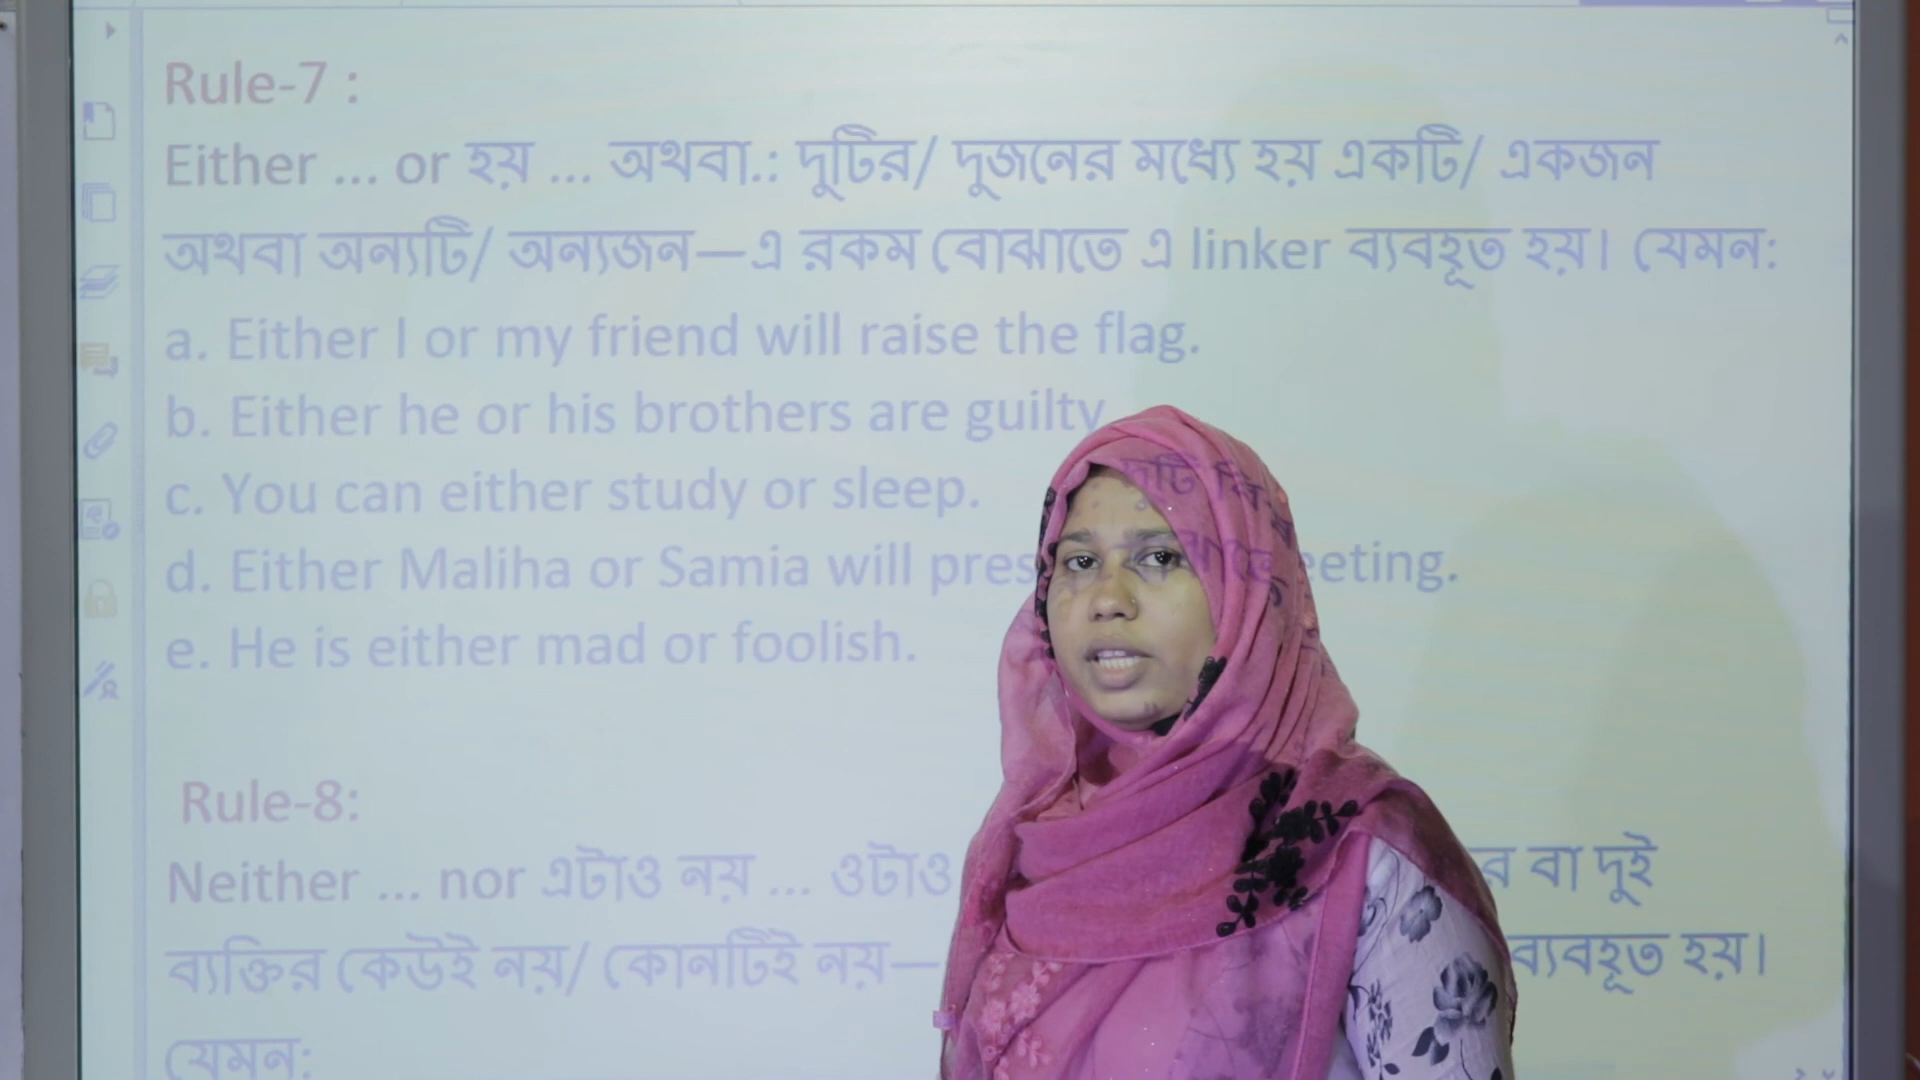 Rule-7 :
Either ... or হয় ... অথবা.: দুটির/ দুজনের মধ্যে হয় একটি/ একজন
অথবা অন্যটি/ অন্যজন—এ রকম বোঝাতে এ linker ব্যবহূত হয়। যেমন:
a. Either I or my friend will raise the flag.
b. Either he or his brothers are guilty
c. You can either study or sleep.
d. Either Maliha or Samia will pres eeting.
e. He is either mad or foolish.
Rule-8:
Neither ... nor এটাও নয় ... ওটাও র বা দুই
ব্যক্তির কেউই নয়/ কোনটিই নয়— ব্যবহূত হয়।
যেমন: